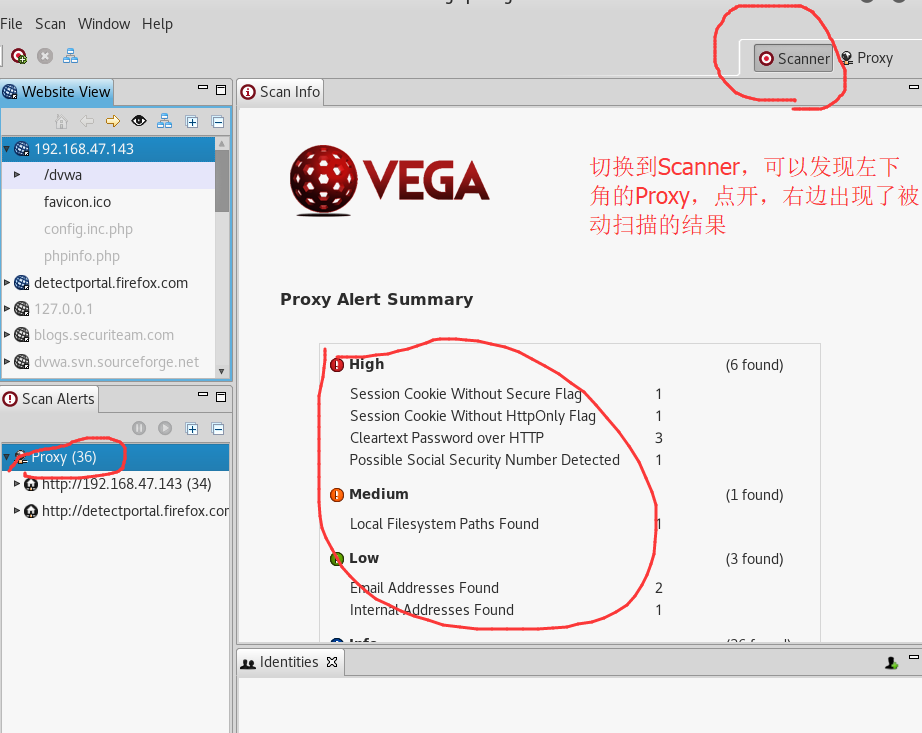 File Scan Window Help
Scanner Proxy
Website View
192.168.47.143
/dvwa
favicon.ico
config.inc.php
phpinfo.php
detectportal.firefox.com
127.0.0.1
blogs.securiteam.com
dvwa.svn.sourceforge.net
Scan Alerts
Proxy (36)
http://192.168.47.143 (34)
http://detectportal.firefox.cor
Scan Info
VEGA
切换到Scanner，可以发现左下
角的Proxy，点开，右边出现了被
动扫描的结果
Proxy Alert Summary
High (6 found)
Session Cookie Without Secure Flag 1
Session Cookie Without HttpOnly Flag 1
Cleartext Password over HTTP 3
Possible Social Security Number Detected 1
Medium (1 found)
Local Filesystem Paths Found 1
Low (3 found)
Email Addresses Found 2
Internal Addresses Found 1
Identities